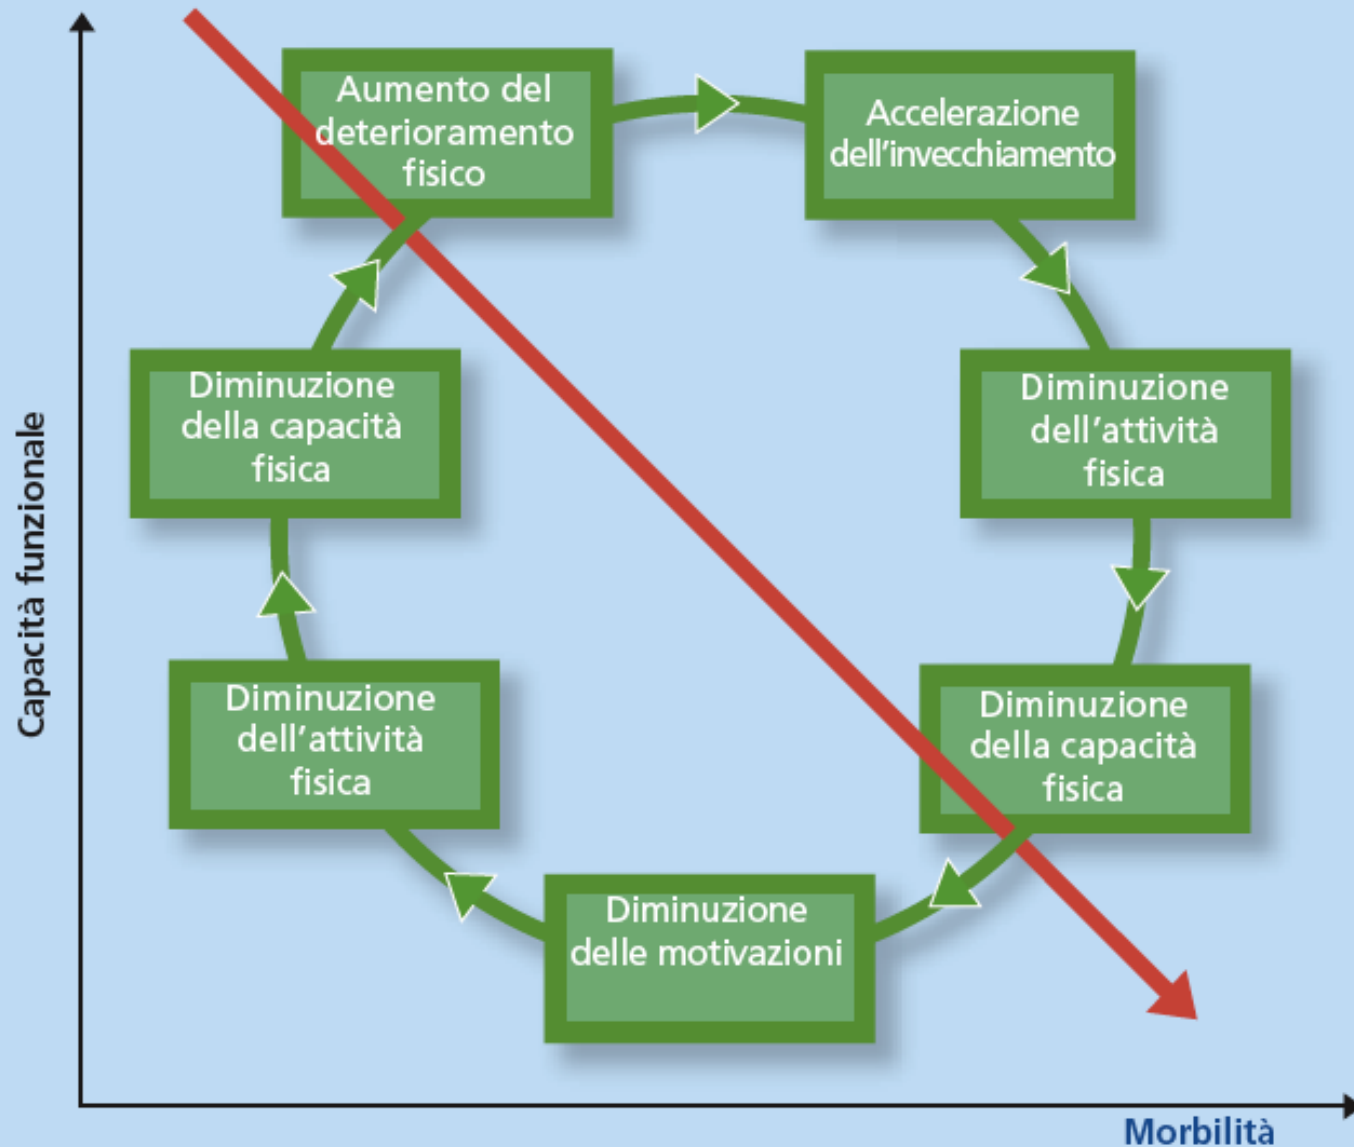 Aumento del
deterioramento
fisico
Accelerazione
dell'invecchiamento
Diminuzione
dell'attività
fisica
Diminuzione
della capacità
fisica
Diminuzione
delle motivazioni
Diminuzione
dell'attività
fisica
Diminuzione
della capacità
fisica
Capacità funzionale
Morbilità